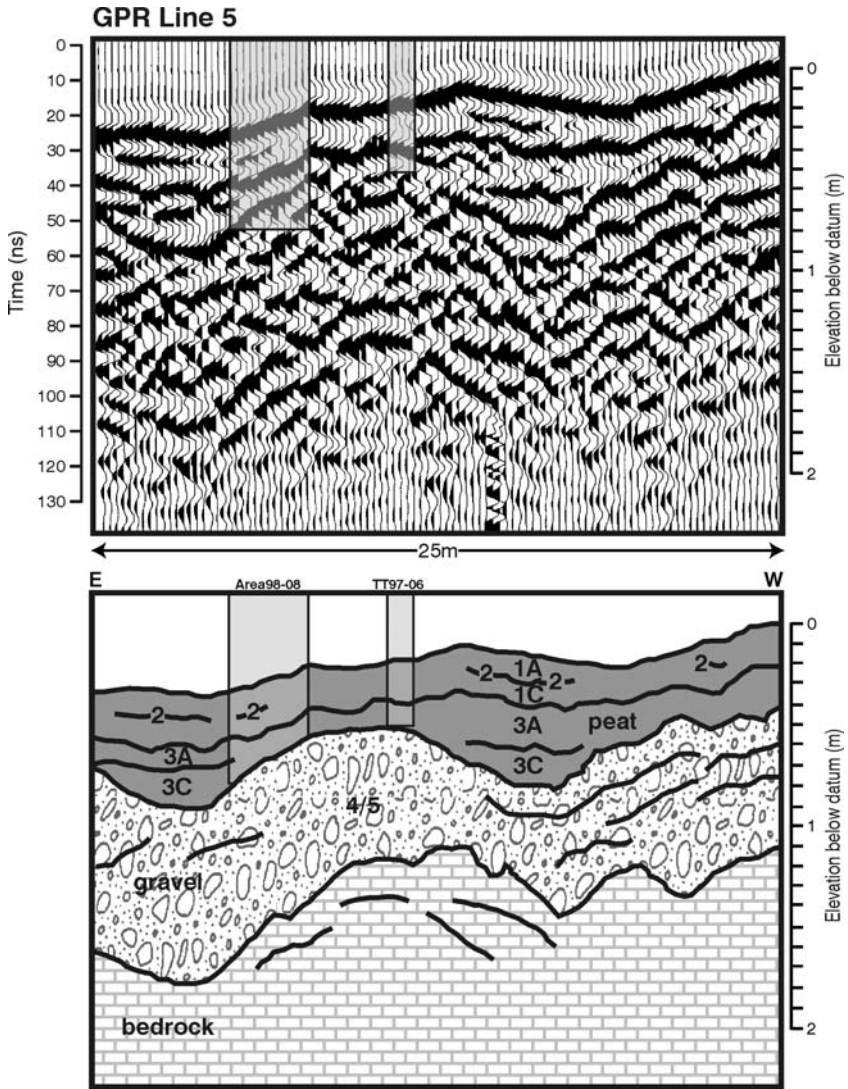 GPR Line 5
0
10
20
30
40
50
60
70
80
90
100
110
120
130
Time (ns)
0
1
2
Elevation below datum (m)
25m
E
Area98-08
TT97-06
W
2
2
3A
3C
2
1A
2
1C
3A
peat
3C
2
4/5
gravel
bedrock
0
1
2
Elevation below datum (m)